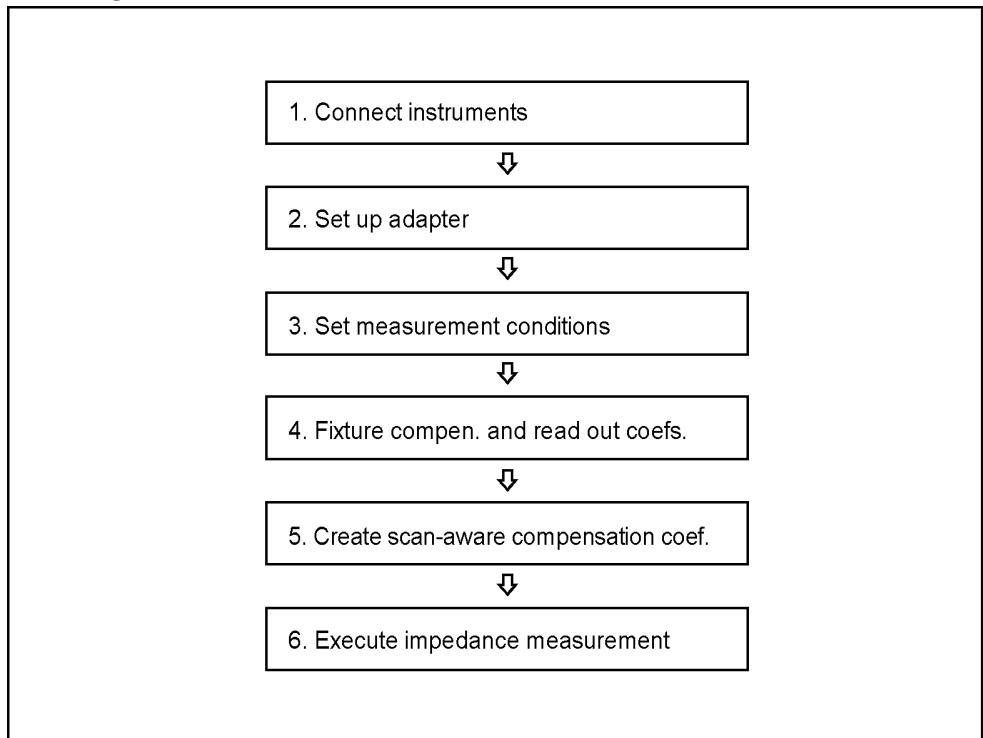 1. Connect instruments
2. Set up adapter
3. Set measurement conditions
4. Fixture compen. and read out coefs.
5. Create scan-aware compensation coef.
6. Execute impedance measurement